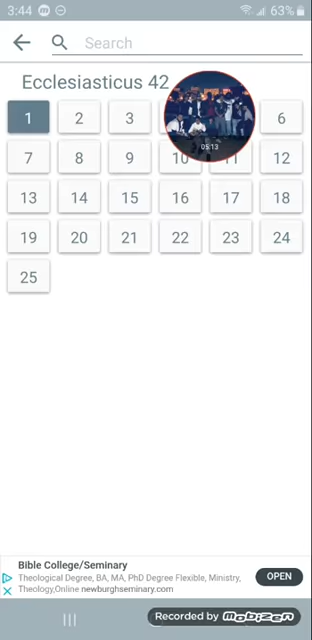 3:44 63%
Search
Ecclesiasticus 42
05:13
1 2 3 6
7 8 9 10 11 12
13 14 15 16 17 18
19 20 21 22 23 24
25
Bible College/Seminary
Theological Degree, BA, MA, PhD Degree Flexible, Ministry,
Theology,Online newburghseminary.com
OPEN
Recorded by MOBIZEN